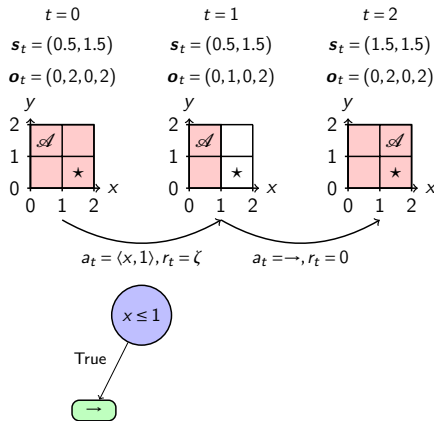 t = 0 t = 1 t = 2
s_t = (0.5, 1.5) s_t = (0.5, 1.5) s_t = (1.5, 1.5)
o_t = (0, 2, 0, 2) o_t = (0, 1, 0, 2) o_t = (0, 2, 0, 2)
y y y
2 𝒜 2 𝒜 2 𝒜
1 ⋆ 1 ⋆ 1 ⋆
0 x 0 x 0 x
0 1 2 0 1 2 0 1 2
a_t = ⟨x, 1⟩, r_t = ζ a_t = →, r_t = 0
x ≤ 1
True
→